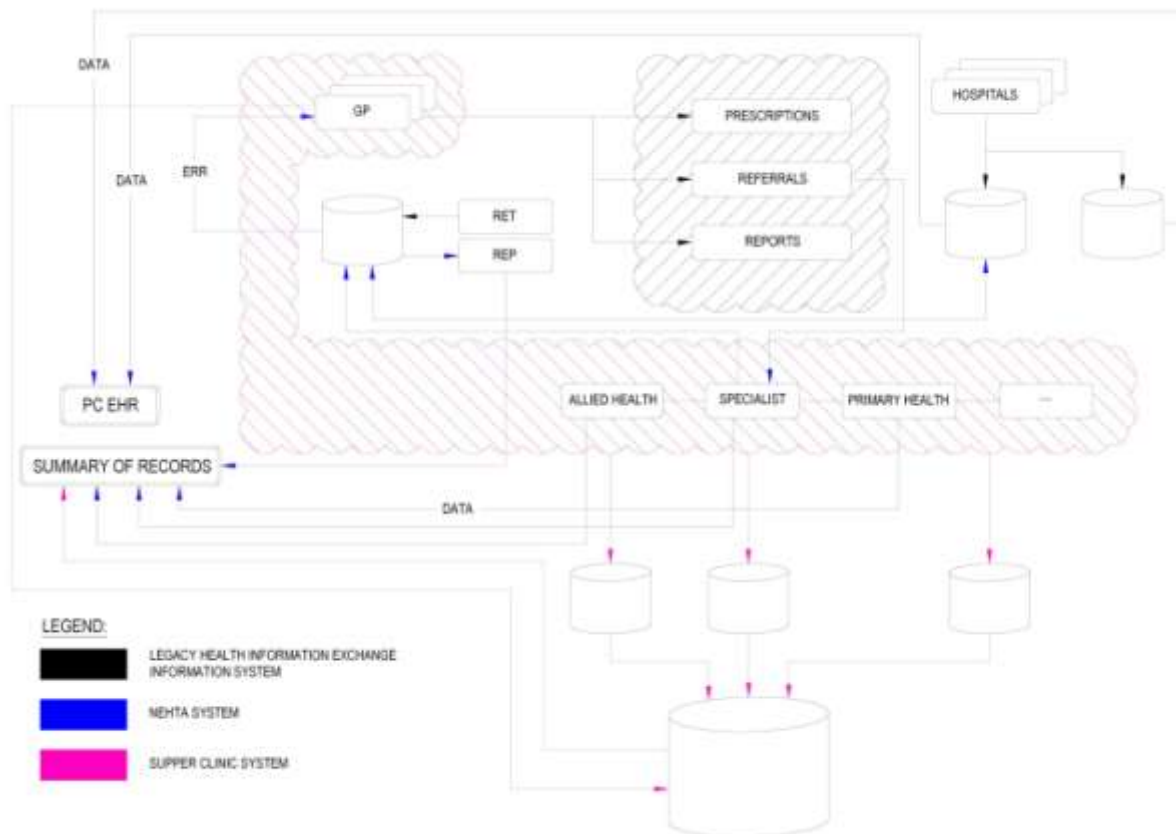 DATA
GP
PRESCRIPTIONS
HOSPITALS
ERR
DATA
REFERRALS
RET
REPORTS
REP
PC EHR
ALLIED HEALTH
SPECIALIST
PRIMARY HEALTH
---
SUMMARY OF RECORDS
DATA
LEGEND:
LEGACY HEALTH INFORMATION EXCHANGE
INFORMATION SYSTEM
NEHTA SYSTEM
SUPPER CLINIC SYSTEM